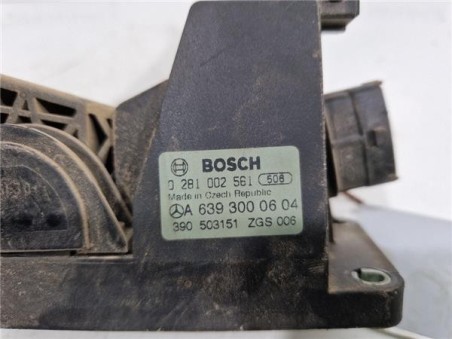 BOSCH
0 281 002 561 508
Made in Czech Republic
A 639 300 06 04
390 503151 ZGS 006